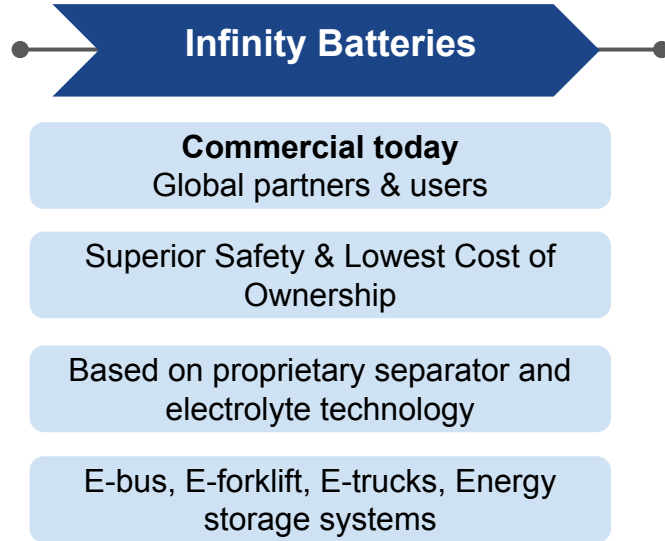 Infinity Batteries
Commercial today
Global partners & users
Superior Safety & Lowest Cost of
Ownership
Based on proprietary separator and
electrolyte technology
E-bus, E-forklift, E-trucks, Energy
storage systems